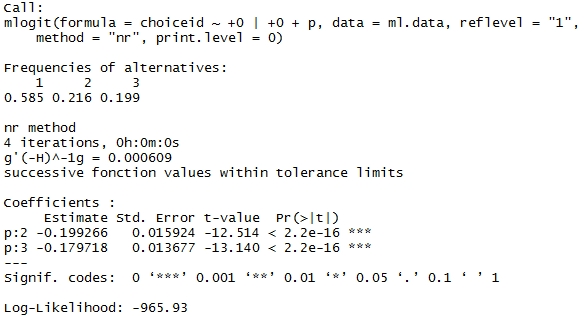 Call:
mlogit(formula = choiceid ~ +0 | +0 + p, data = ml.data, reflevel = "1",
method = "nr", print.level = 0)
Frequencies of alternatives:
1 2 3
0.585 0.216 0.199
nr method
4 iterations, 0h:0m:0s
g'(-H)^-1g = 0.000609
successive fonction values within tolerance limits
Coefficients :
Estimate Std. Error t-value Pr(>|t|)
p:2 -0.199266 0.015924 -12.514 < 2.2e-16 ***
p:3 -0.179718 0.013677 -13.140 < 2.2e-16 ***
---
Signif. codes: 0 ‘***’ 0.001 ‘**’ 0.01 ‘*’ 0.05 ‘.’ 0.1 ‘ ’ 1
Log-Likelihood: -965.93